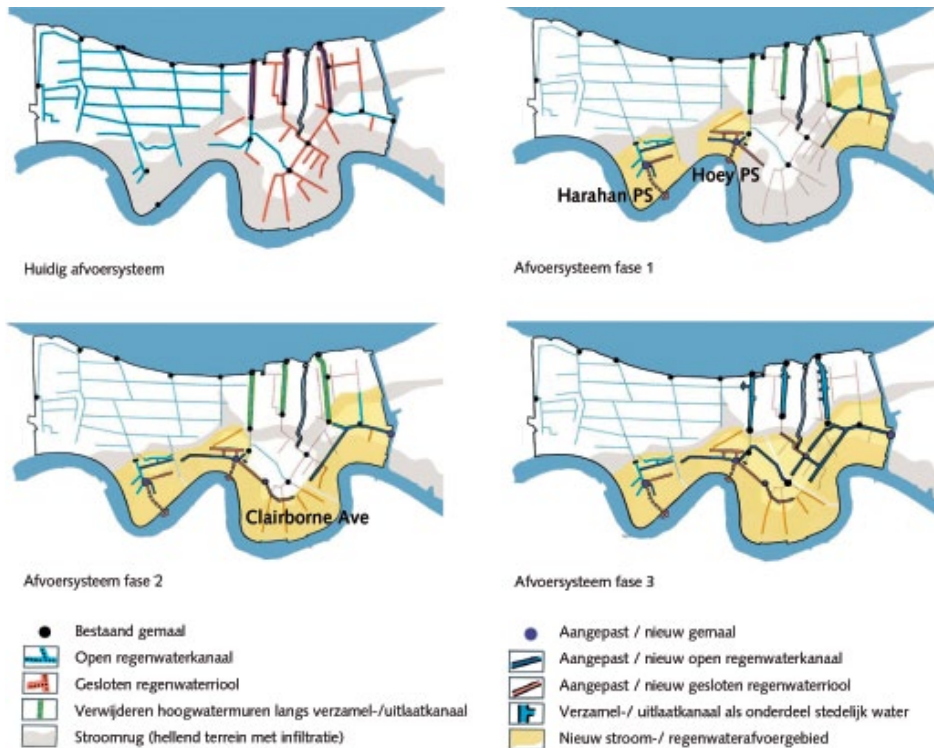 Harahan PS
Hoey PS
Huidig afvoersysteem
Afvoersysteem fase 1
Clairborne Ave
Afvoersysteem fase 2
Afvoersysteem fase 3
Bestaand gemaal
Open regenwaterkanaal
Gesloten regenwaterriool
Verwijderen hoogwatermuren langs verzamel-/uitlaatkanaal
Stroomrug (hellend terrein met infiltratie)
Aangepast / nieuw gemaal
Aangepast / nieuw open regenwaterkanaal
Aangepast / nieuw gesloten regenwaterriool
Verzamel-/ uitlaatkanaal als onderdeel stedelijk water
Nieuw stroom-/ regenwaterafvoergebied